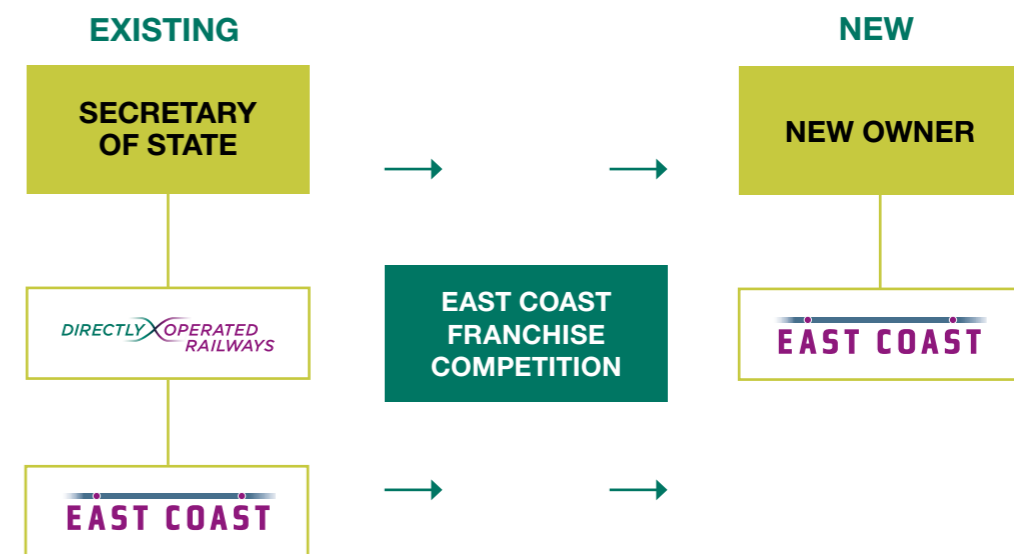 EXISTING
SECRETARY
OF STATE
DIRECTLY OPERATED
RAILWAYS
EAST COAST
EAST COAST
FRANCHISE
COMPETITION
NEW
NEW OWNER
EAST COAST